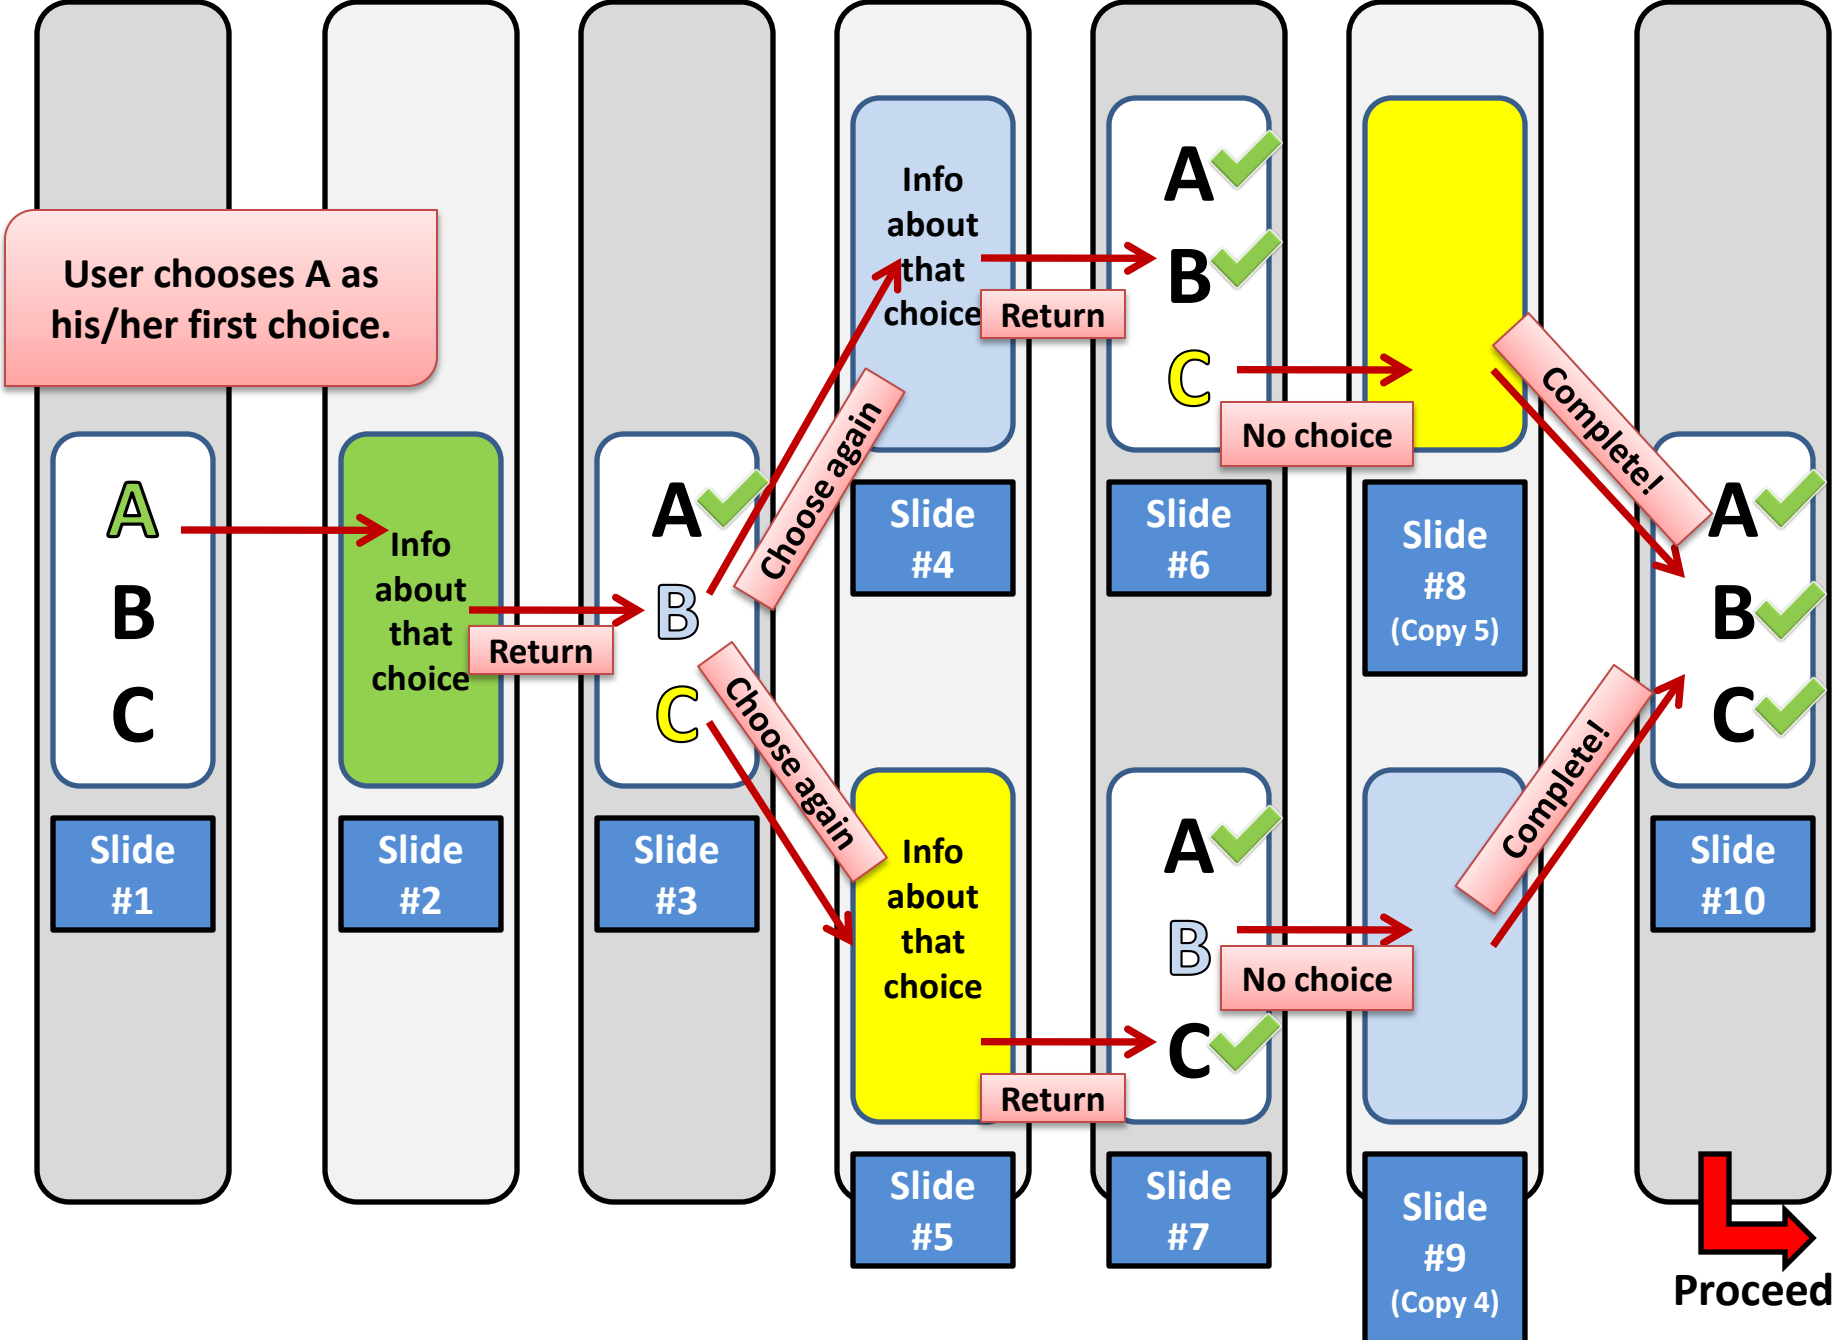 User chooses A as
his/her first choice.
A
B
C
Slide
#1
Info
about
that
choice
Return
Slide
#2
A
B
C
Slide
#3
Choose again
Choose again
Info
about
that
choice
Return
Slide
#4
Info
about
that
choice
Return
Slide
#5
A
B
C
No choice
Slide
#6
A
B
C
No choice
Slide
#7
Slide
#8
(Copy 5)
Complete!
Slide
#9
(Copy 4)
Complete!
A
B
C
Slide
#10
Proceed